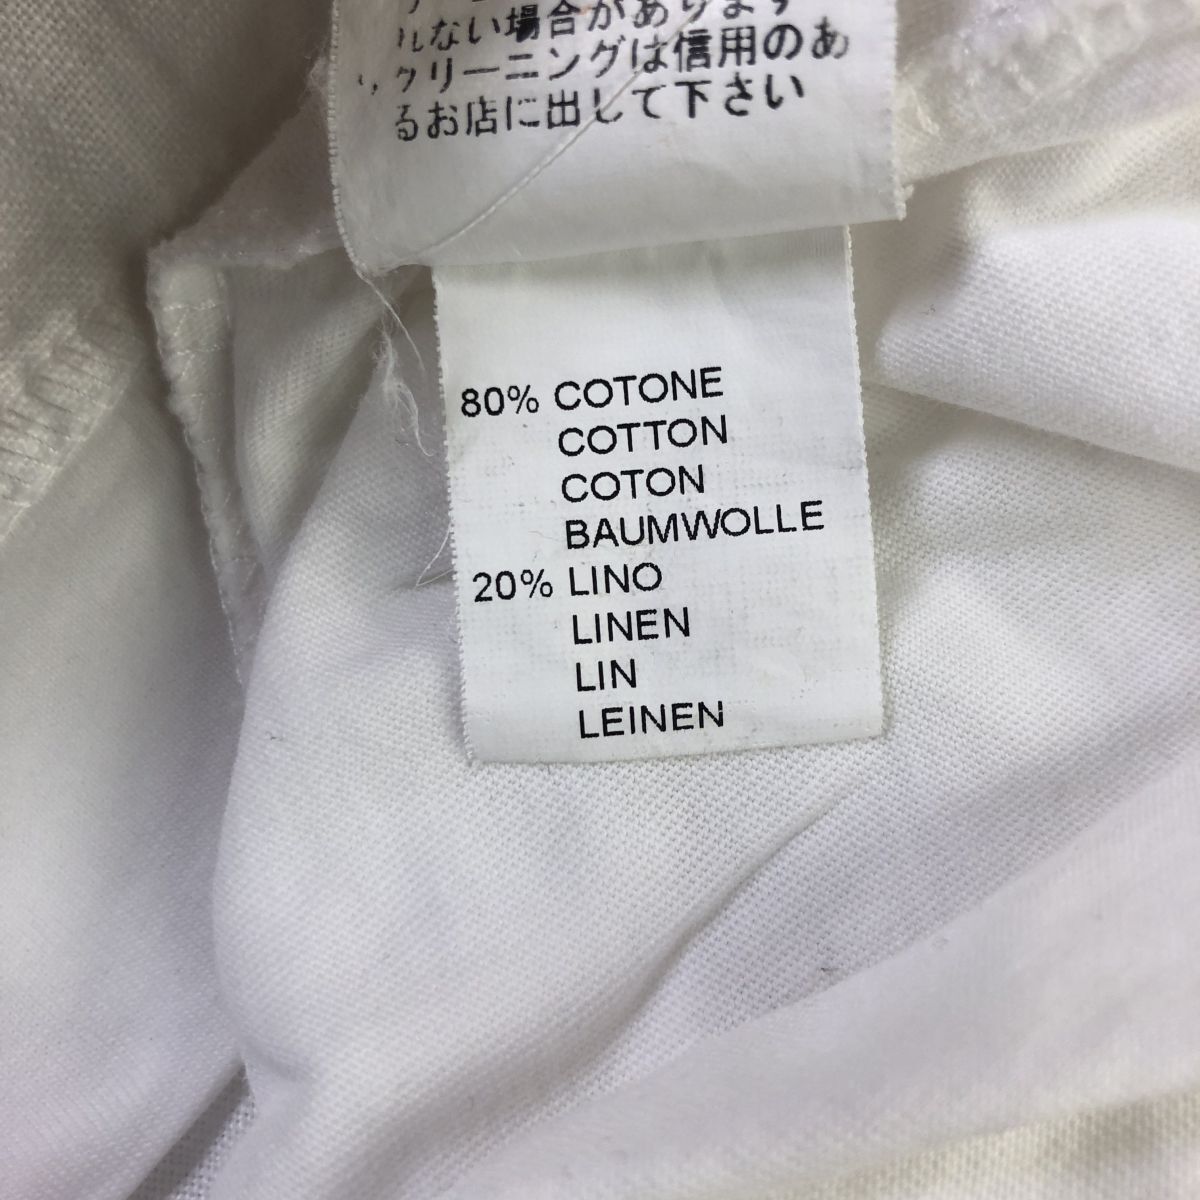 れない場合があります
クリーニングは信用のあ
るお店に出して下さい
80% COTONE
COTTON
COTON
BAUMWOLLE
20% LINO
LINEN
LIN
LEINEN